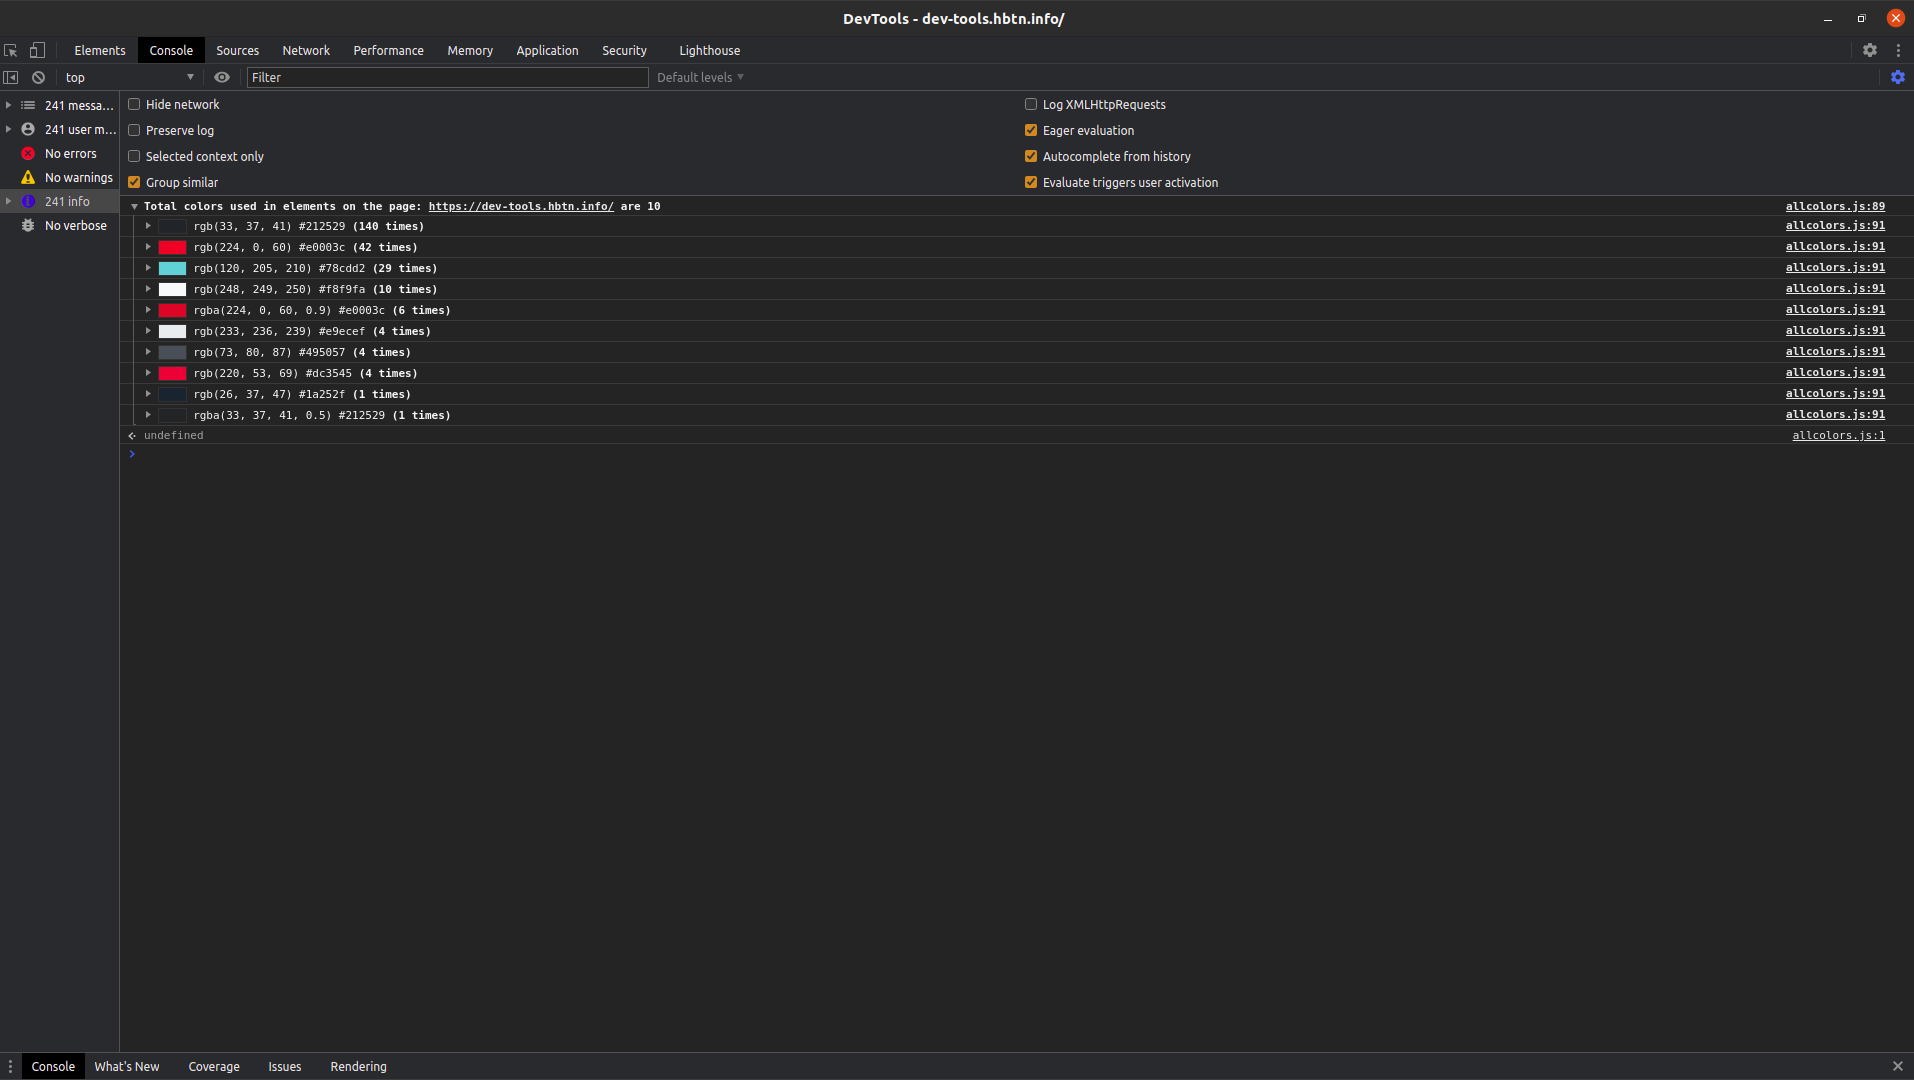 DevTools - dev-tools.hbtn.info/
Elements Console Sources Network Performance Memory Application Security Lighthouse
top Filter Default levels
241 messa...
241 user m...
No errors
No warnings
241 info
No verbose
Hide network
Preserve log
Selected context only
Group similar
Log XMLHttpRequests
Eager evaluation
Autocomplete from history
Evaluate triggers user activation
Total colors used in elements on the page: https://dev-tools.hbtn.info/ are 10 allcolors.js:89
rgb(33, 37, 41) #212529 (140 times) allcolors.js:91
rgb(224, 0, 60) #e0003c (42 times) allcolors.js:91
rgb(120, 205, 210) #78cdd2 (29 times) allcolors.js:91
rgb(248, 249, 250) #f8f9fa (10 times) allcolors.js:91
rgba(224, 0, 60, 0.9) #e0003c (6 times) allcolors.js:91
rgb(233, 236, 239) #e9ecef (4 times) allcolors.js:91
rgb(73, 80, 87) #495057 (4 times) allcolors.js:91
rgb(220, 53, 69) #dc3545 (4 times) allcolors.js:91
rgb(26, 37, 47) #1a252f (1 times) allcolors.js:91
rgba(33, 37, 41, 0.5) #212529 (1 times) allcolors.js:91
undefined allcolors.js:1
Console What's New Coverage Issues Rendering